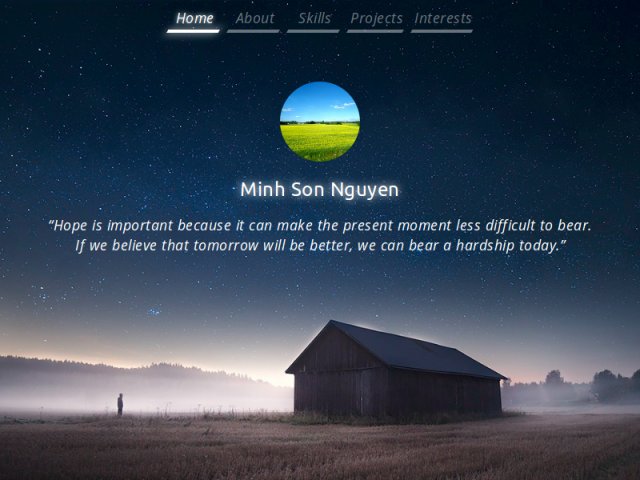 Home About Skills Projects Interests
Minh Son Nguyen
“Hope is important because it can make the present moment less difficult to bear.
If we believe that tomorrow will be better, we can bear a hardship today.”